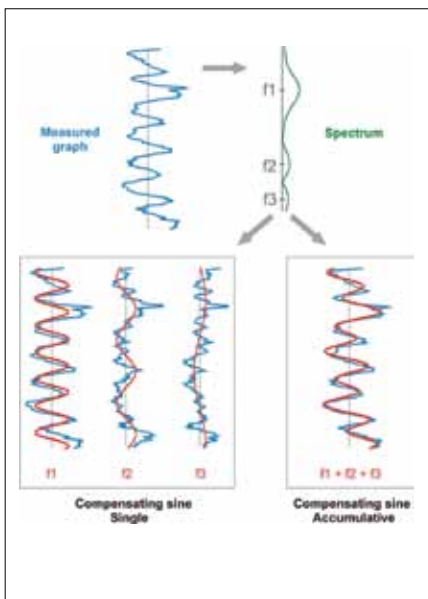 Measured
graph
f1
Spectrum
f2
f3
f1 f2 f3
Compensating sine
Single
f1 + f2 + f3
Compensating sine
Accumulative